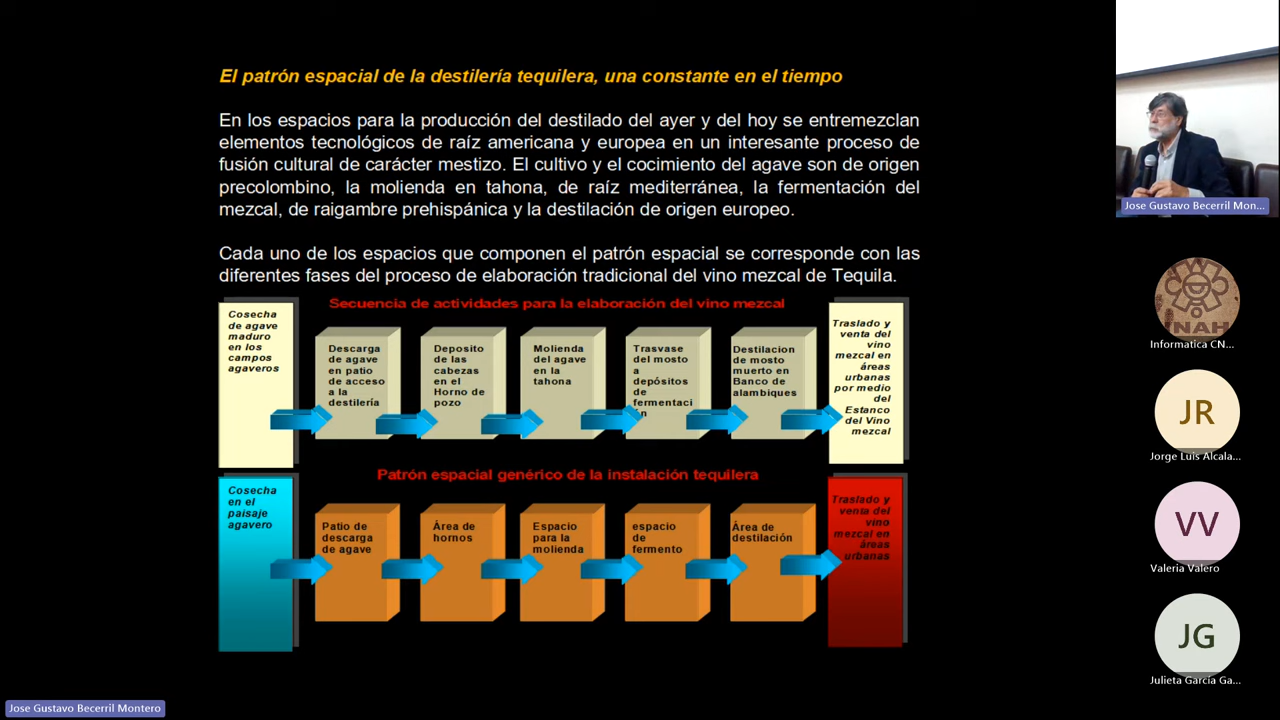 El patrón espacial de la destilería tequilera, una constante en el tiempo
En los espacios para la producción del destilado del ayer y del hoy se entremezclan
elementos tecnológicos de raíz americana y europea en un interesante proceso de
fusión cultural de carácter mestizo. El cultivo y el cocimiento del agave son de origen
precolombino, la molienda en tahona, de raíz mediterránea, la fermentación del
mezcal, de raigambre prehispánica y la destilación de origen europeo.
Cada uno de los espacios que componen el patrón espacial se corresponde con las
diferentes fases del proceso de elaboración tradicional del vino mezcal de Tequila.
Secuencia de actividades para la elaboración del vino mezcal
Cosecha
de agave
maduro
en los
campos
agaveros
Descarga
de agave
en patio
de acceso
a la
destilería
Deposito
de las
cabezas
en el
Horno de
pozo
Molienda
del agave
en la
tahona
Trasvase
del mosto
a
depósitos
de
fermentaci
ón
Destilacion
de mosto
muerto en
Banco de
alambiques
Traslado y
venta del
vino
mezcal en
áreas
urbanas
por medio
del
Estanco
del Vino
mezcal
Patrón espacial genérico de la instalación tequilera
Cosecha
en el
paisaje
agavero
Patio de
descarga
de agave
Área de
hornos
Espacio
para la
molienda
espacio
de
fermento
Área de
destilación
Traslado y
venta del
vino
mezcal en
áreas
urbanas
Jose Gustavo Becerril Mon...
INAH
Informatica CN...
JR
Jorge Luís Alcala...
VV
Valeria Valero
JG
Julieta García Ga...
Jose Gustavo Becerril Montero